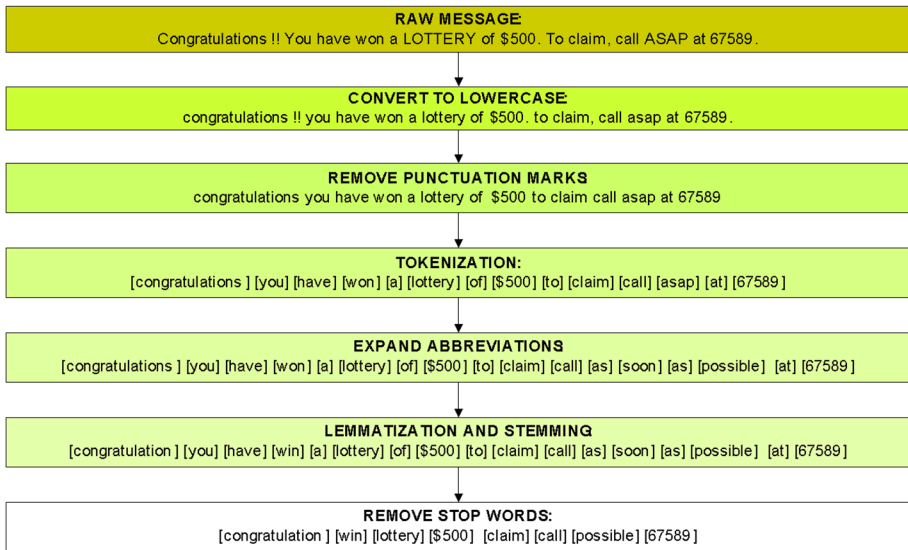 RAW MESSAGE:
Congratulations !! You have won a LOTTERY of $500. To claim, call ASAP at 67589.
CONVERT TO LOWERCASE:
congratulations !! you have won a lottery of $500. to claim, call asap at 67589.
REMOVE PUNCTUATION MARKS:
congratulations you have won a lottery of $500 to claim call asap at 67589
TOKENIZATION:
[congratulations] [you] [have] [won] [a] [lottery] [of] [$500] [to] [claim] [call] [asap] [at] [67589]
EXPAND ABBREVIATIONS:
[congratulations] [you] [have] [won] [a] [lottery] [of] [$500] [to] [claim] [call] [as] [soon] [as] [possible] [at] [67589]
LEMMATIZATION AND STEMMING:
[congratulation] [you] [have] [win] [a] [lottery] [of] [$500] [to] [claim] [call] [as] [soon] [as] [possible] [at] [67589]
REMOVE STOP WORDS:
[congratulation] [win] [lottery] [$500] [claim] [call] [possible] [67589]